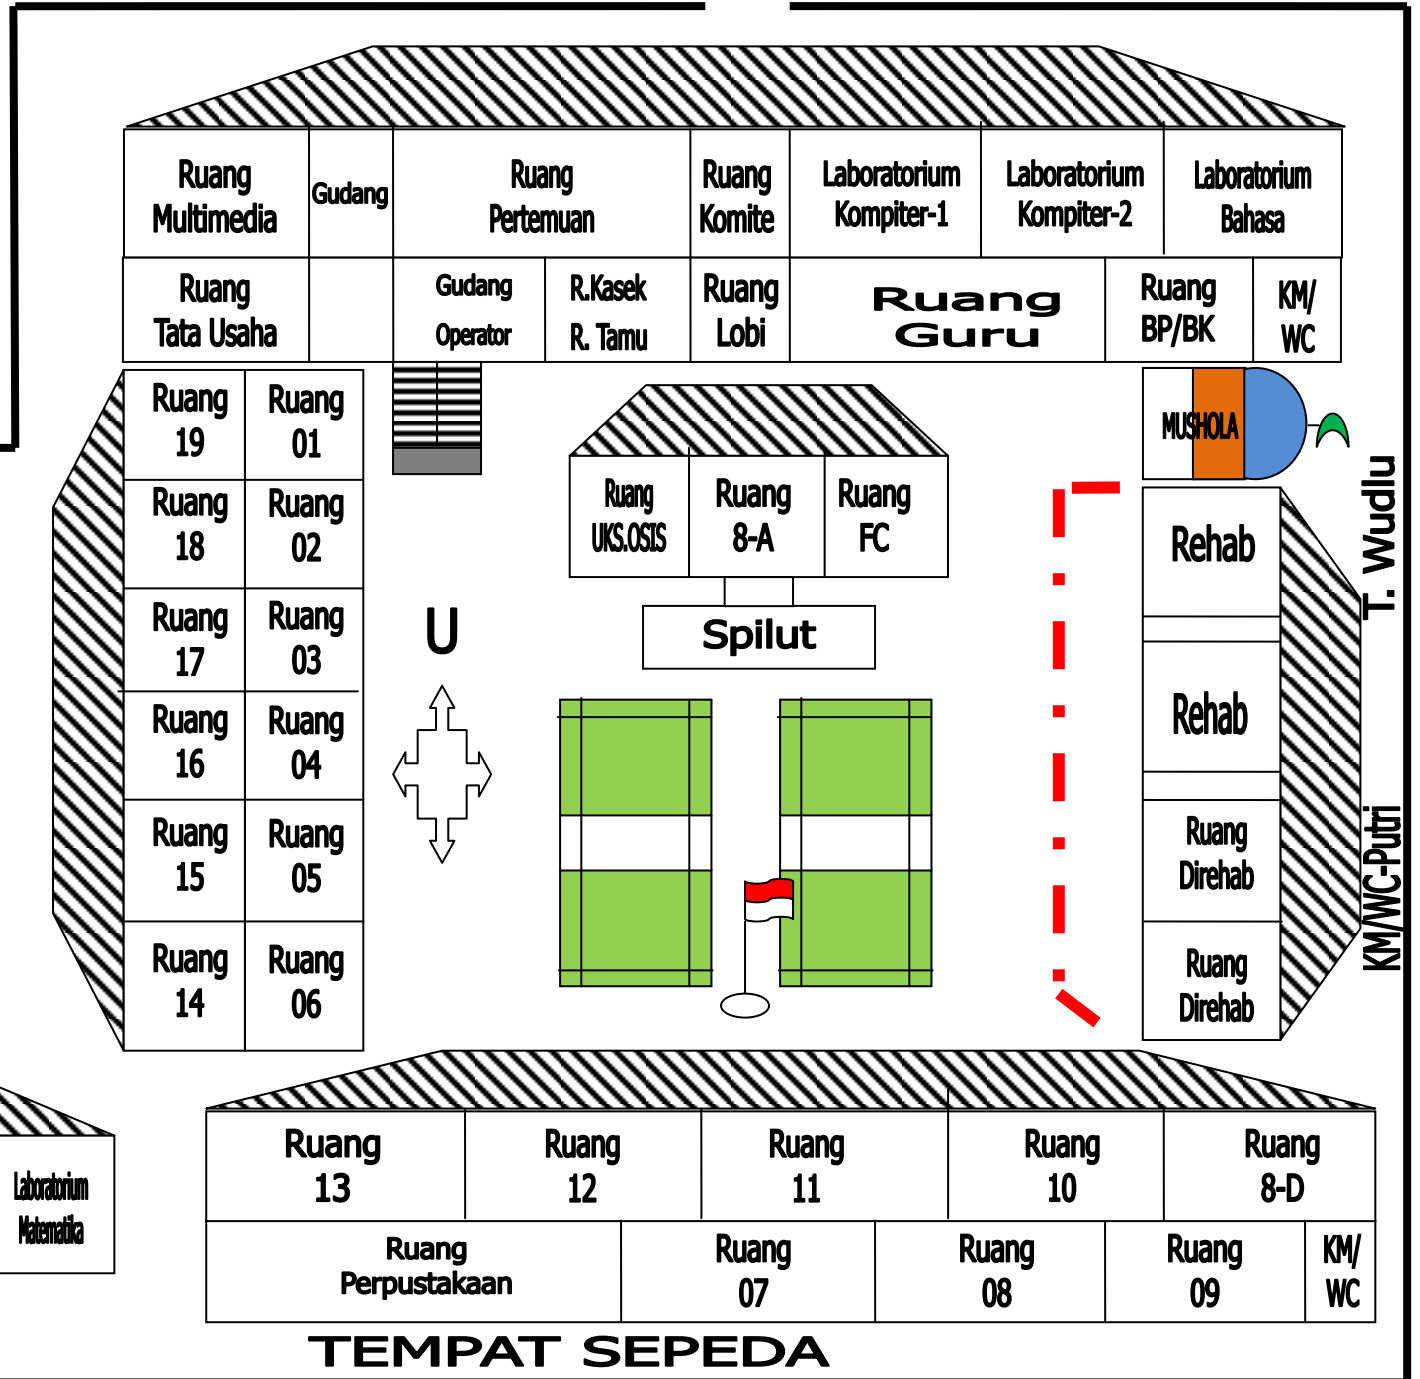 Ruang
Multimedia
Gudang
Ruang
Pertemuan
Ruang
Komite
Laboratorium
Kompiter-1
Laboratorium
Kompiter-2
Laboratorium
Bahasa
Ruang
Tata Usaha
Gudang
Operator
R.Kasek
R. Tamu
Ruang
Lobi
Ruang
Guru
Ruang
BP/BK
KM/
WC
Ruang
19
Ruang
01
Ruang
18
Ruang
02
Ruang
17
Ruang
03
Ruang
16
Ruang
04
Ruang
15
Ruang
05
Ruang
14
Ruang
06
U
Ruang
UKS.OSIS
Ruang
8-A
Ruang
FC
Spilut
MUSHOLA
T. Wudlu
Rehab
Rehab
Ruang
Direhab
Ruang
Direhab
KM/WC-Putri
Laboratorium
Matematika
Ruang
13
Ruang
12
Ruang
11
Ruang
10
Ruang
8-D
Ruang
Perpustakaan
Ruang
07
Ruang
08
Ruang
09
KM/
WC
TEMPAT SEPEDA